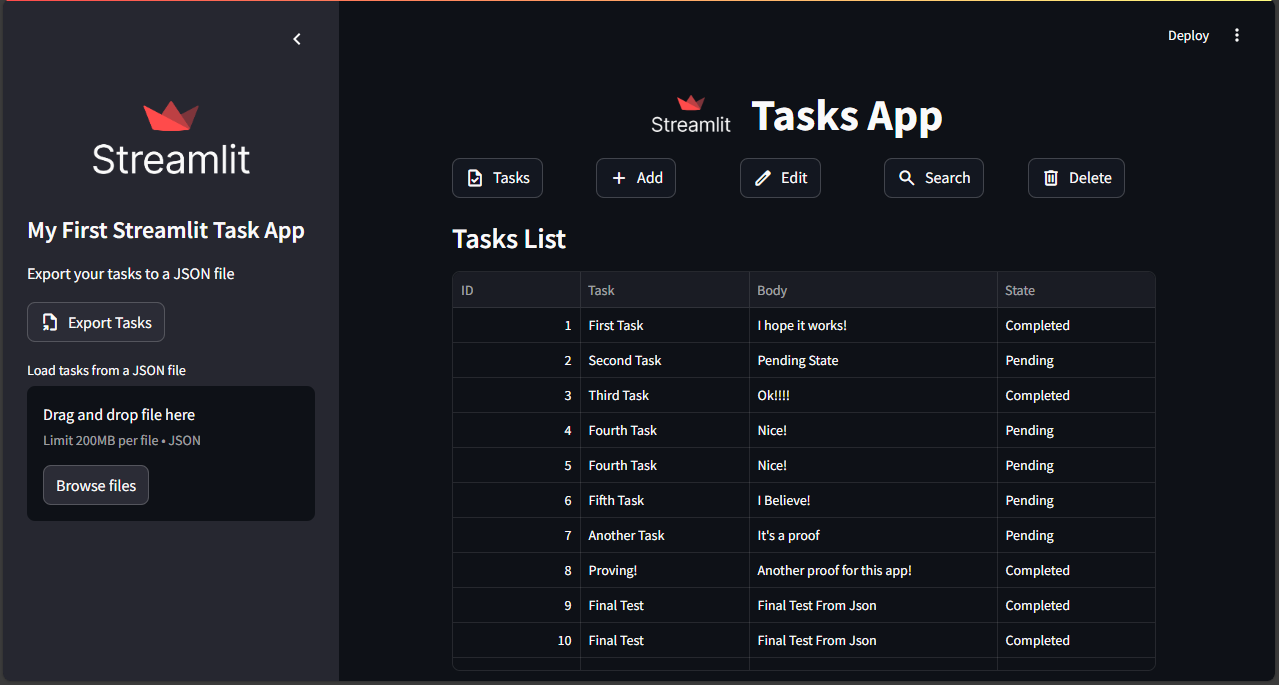 Deploy
Streamlit
My First Streamlit Task App
Export your tasks to a JSON file
Export Tasks
Load tasks from a JSON file
Drag and drop file here
Limit 200MB per file • JSON
Browse files
Streamlit Tasks App
Tasks Add Edit Search Delete
Tasks List
ID Task Body State
1 First Task I hope it works! Completed
2 Second Task Pending State Pending
3 Third Task Ok!!!! Completed
4 Fourth Task Nice! Pending
5 Fourth Task Nice! Pending
6 Fifth Task I Believe! Pending
7 Another Task It's a proof Pending
8 Proving! Another proof for this app! Completed
9 Final Test Final Test From Json Completed
10 Final Test Final Test From Json Completed